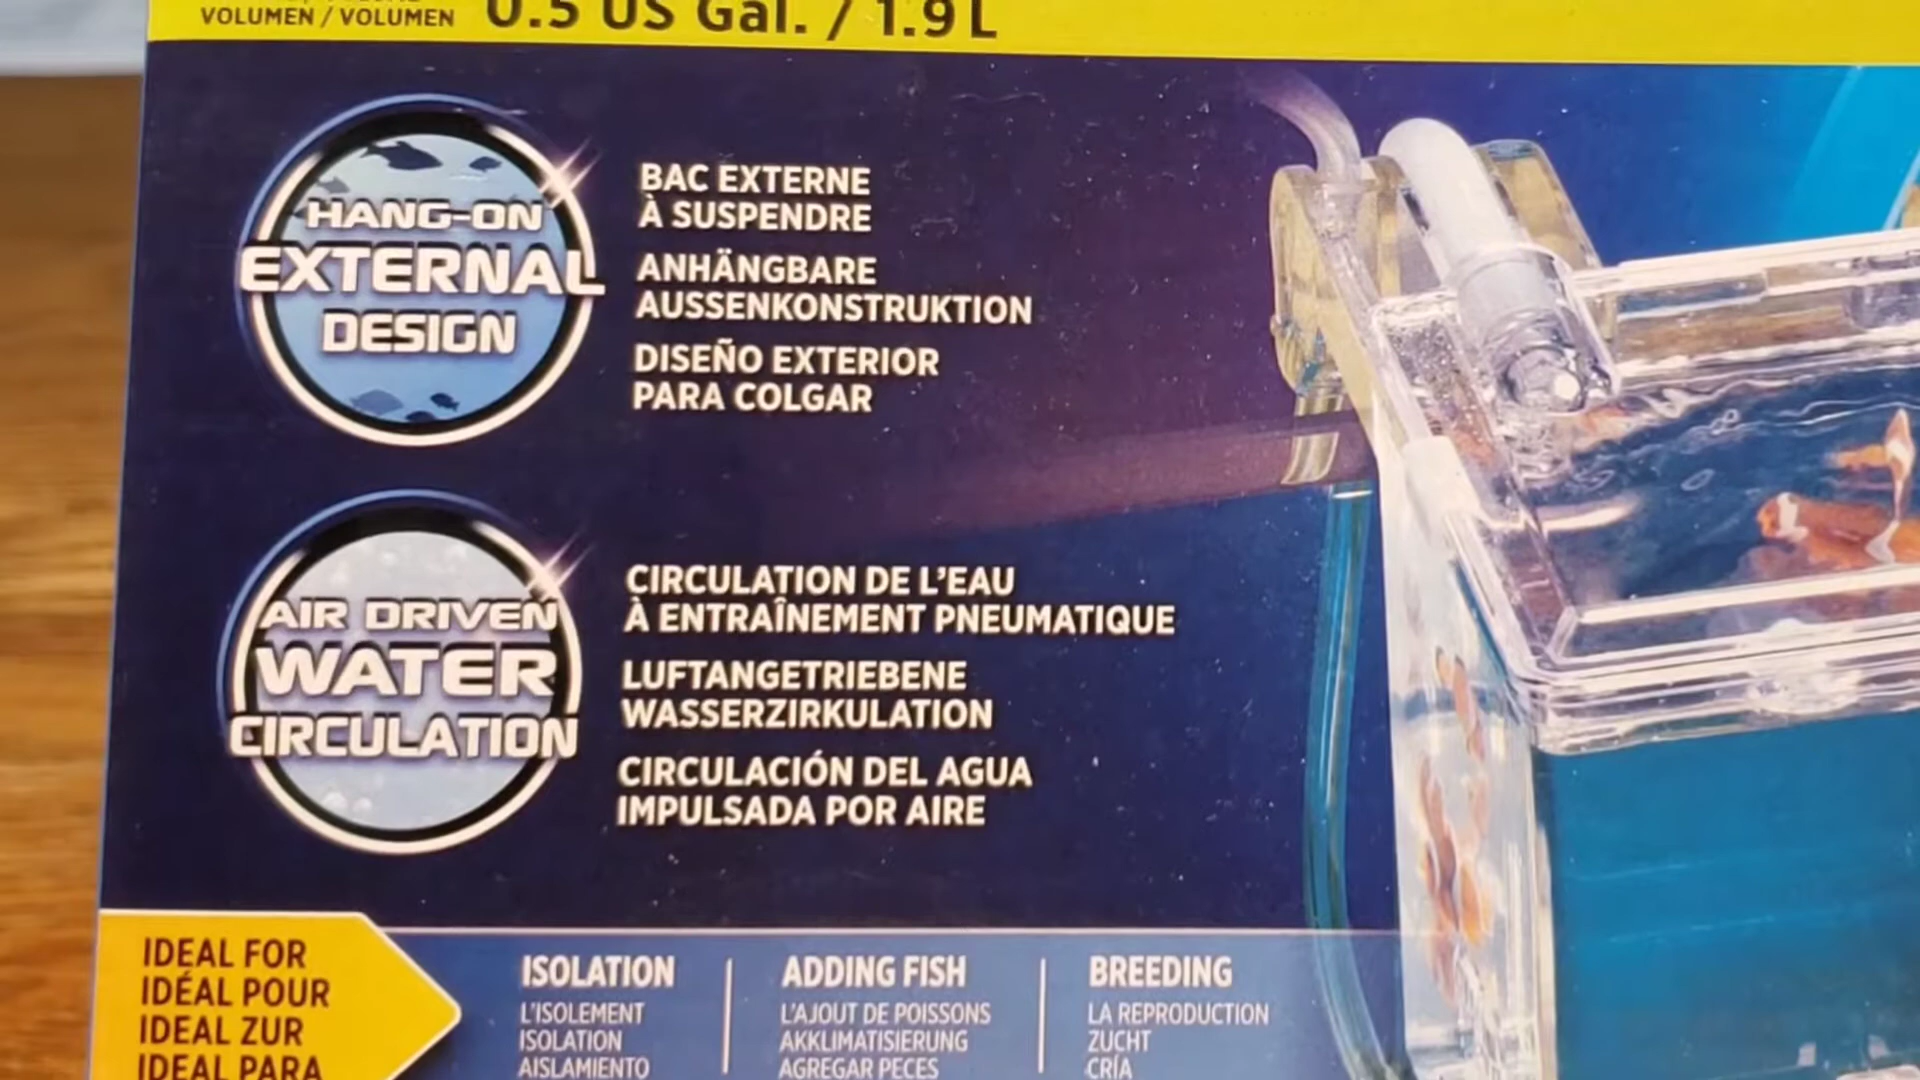 VOLUMEN / VOLUMEN
0.5 US Gal. / 1.9 L
HANG-ON
EXTERNAL
DESIGN
BAC EXTERNE
À SUSPENDRE
ANHÄNGBARE
AUSSENKONSTRUKTION
DISEÑO EXTERIOR
PARA COLGAR
AIR DRIVEN
WATER
CIRCULATION
CIRCULATION DE L'EAU
À ENTRAÎNEMENT PNEUMATIQUE
LUFTANGETRIEBENE
WASSERZIRKULATION
CIRCULACIÓN DEL AGUA
IMPULSADA POR AIRE
IDEAL FOR
IDÉAL POUR
IDEAL ZUR
IDEAL PARA
ISOLATION
L'ISOLEMENT
ISOLATION
AISLAMIENTO
ADDING FISH
L'AJOUT DE POISSONS
AKKLIMATISIERUNG
AGREGAR PECES
BREEDING
LA REPRODUCTION
ZUCHT
CRÍA